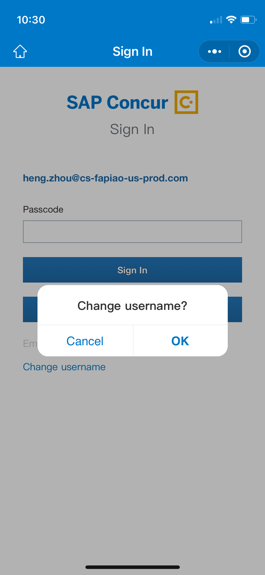 10:30
Sign In
SAP Concur
Sign In
heng.zhou@cs-fapiao-us-prod.com
Passcode
Sign In
Change username?
Cancel
OK
Change username